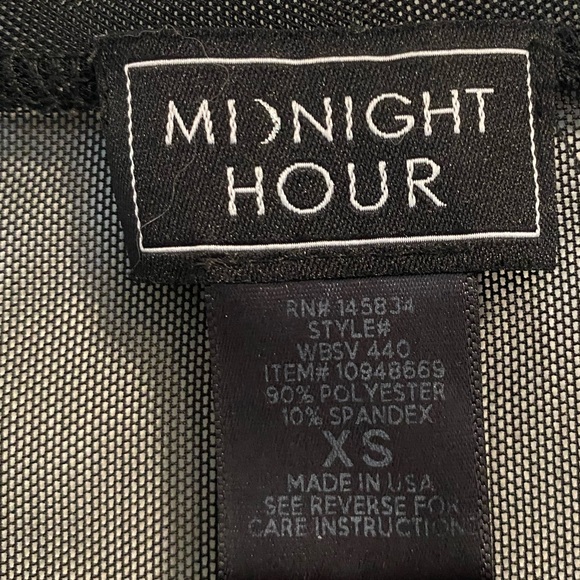 MIDNIGHT
HOUR
RN# 145834
STYLE#
WBSV 440
ITEM# 10948669
90% POLYESTER
10% SPANDEX
XS
MADE IN USA
SEE REVERSE FOR
CARE INSTRUCTIONS